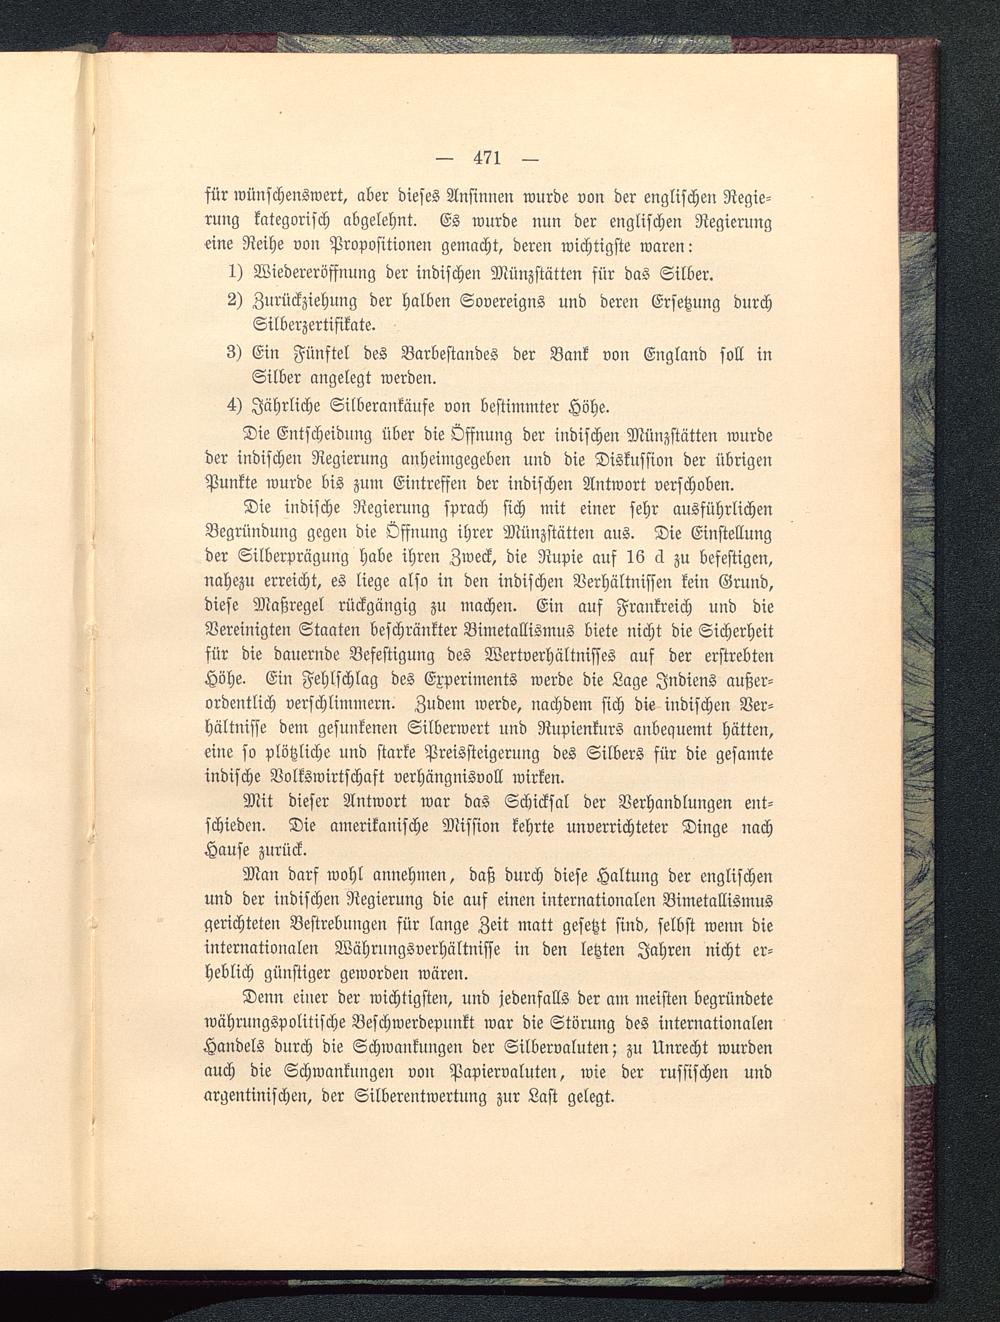 — 471 —
für wünschenswert, aber dieses Ansinnen wurde von der englischen Regie-
rung kategorisch abgelehnt. Es wurde nun der englischen Regierung
eine Reihe von Propositionen gemacht, deren wichtigste waren:
1) Wiedereröffnung der indischen Münzstätten für das Silber.
2) Zurückziehung der halben Sovereigns und deren Ersetzung durch
Silberzertifikate.
3) Ein Fünftel des Barbestandes der Bank von England soll in
Silber angelegt werden.
4) Jährliche Silberankäufe von bestimmter Höhe.
Die Entscheidung über die Öffnung der indischen Münzstätten wurde
der indischen Regierung anheimgegeben und die Diskussion der übrigen
Punkte wurde bis zum Eintreffen der indischen Antwort verschoben.
Die indische Regierung sprach sich mit einer sehr ausführlichen
Begründung gegen die Öffnung ihrer Münzstätten aus. Die Einstellung
der Silberprägung habe ihren Zweck, die Rupie auf 16 d zu befestigen,
nahezu erreicht, es liege also in den indischen Verhältnissen kein Grund,
diese Maßregel rückgängig zu machen. Ein auf Frankreich und die
Vereinigten Staaten beschränkter Bimetallismus biete nicht die Sicherheit
für die dauernde Befestigung des Wertverhältnisses auf der erstrebten
Höhe. Ein Fehlschlag des Experiments werde die Lage Indiens außer-
ordentlich verschlimmern. Zudem werde, nachdem sich die indischen Ver-
hältnisse dem gesunkenen Silberwert und Rupienkurs anbequemt hätten,
eine so plötzliche und starke Preissteigerung des Silbers für die gesamte
indische Volkswirtschaft verhängnisvoll wirken.
Mit dieser Antwort war das Schicksal der Verhandlungen ent-
schieden. Die amerikanische Mission kehrte unverrichteter Dinge nach
Hause zurück.
Man darf wohl annehmen, daß durch diese Haltung der englischen
und der indischen Regierung die auf einen internationalen Bimetallismus
gerichteten Bestrebungen für lange Zeit matt gesetzt sind, selbst wenn die
internationalen Währungsverhältnisse in den letzten Jahren nicht er-
heblich günstiger geworden wären.
Denn einer der wichtigsten, und jedenfalls der am meisten begründete
währungspolitische Beschwerdepunkt war die Störung des internationalen
Handels durch die Schwankungen der Silbervaluten; zu Unrecht wurden
auch die Schwankungen von Papiervaluten, wie der russischen und
argentinischen, der Silberentwertung zur Last gelegt.